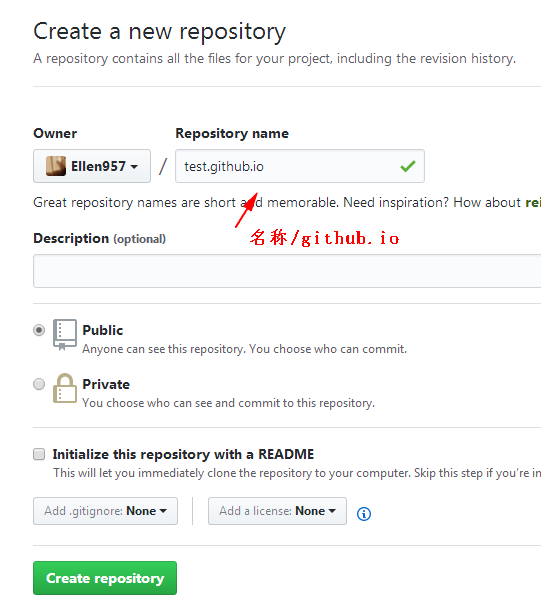 Create a new repository
A repository contains all the files for your project, including the revision history.
Owner
Repository name
Ellen957
/
test.github.io
Great repository names are short and memorable. Need inspiration? How about
名称/github.io
Description (optional)
Public
Anyone can see this repository. You choose who can commit.
Private
You choose who can see and commit to this repository.
Initialize this repository with a README
This will let you immediately clone the repository to your computer. Skip this step if you're
Add .gitignore: None
Add a license: None
Create repository